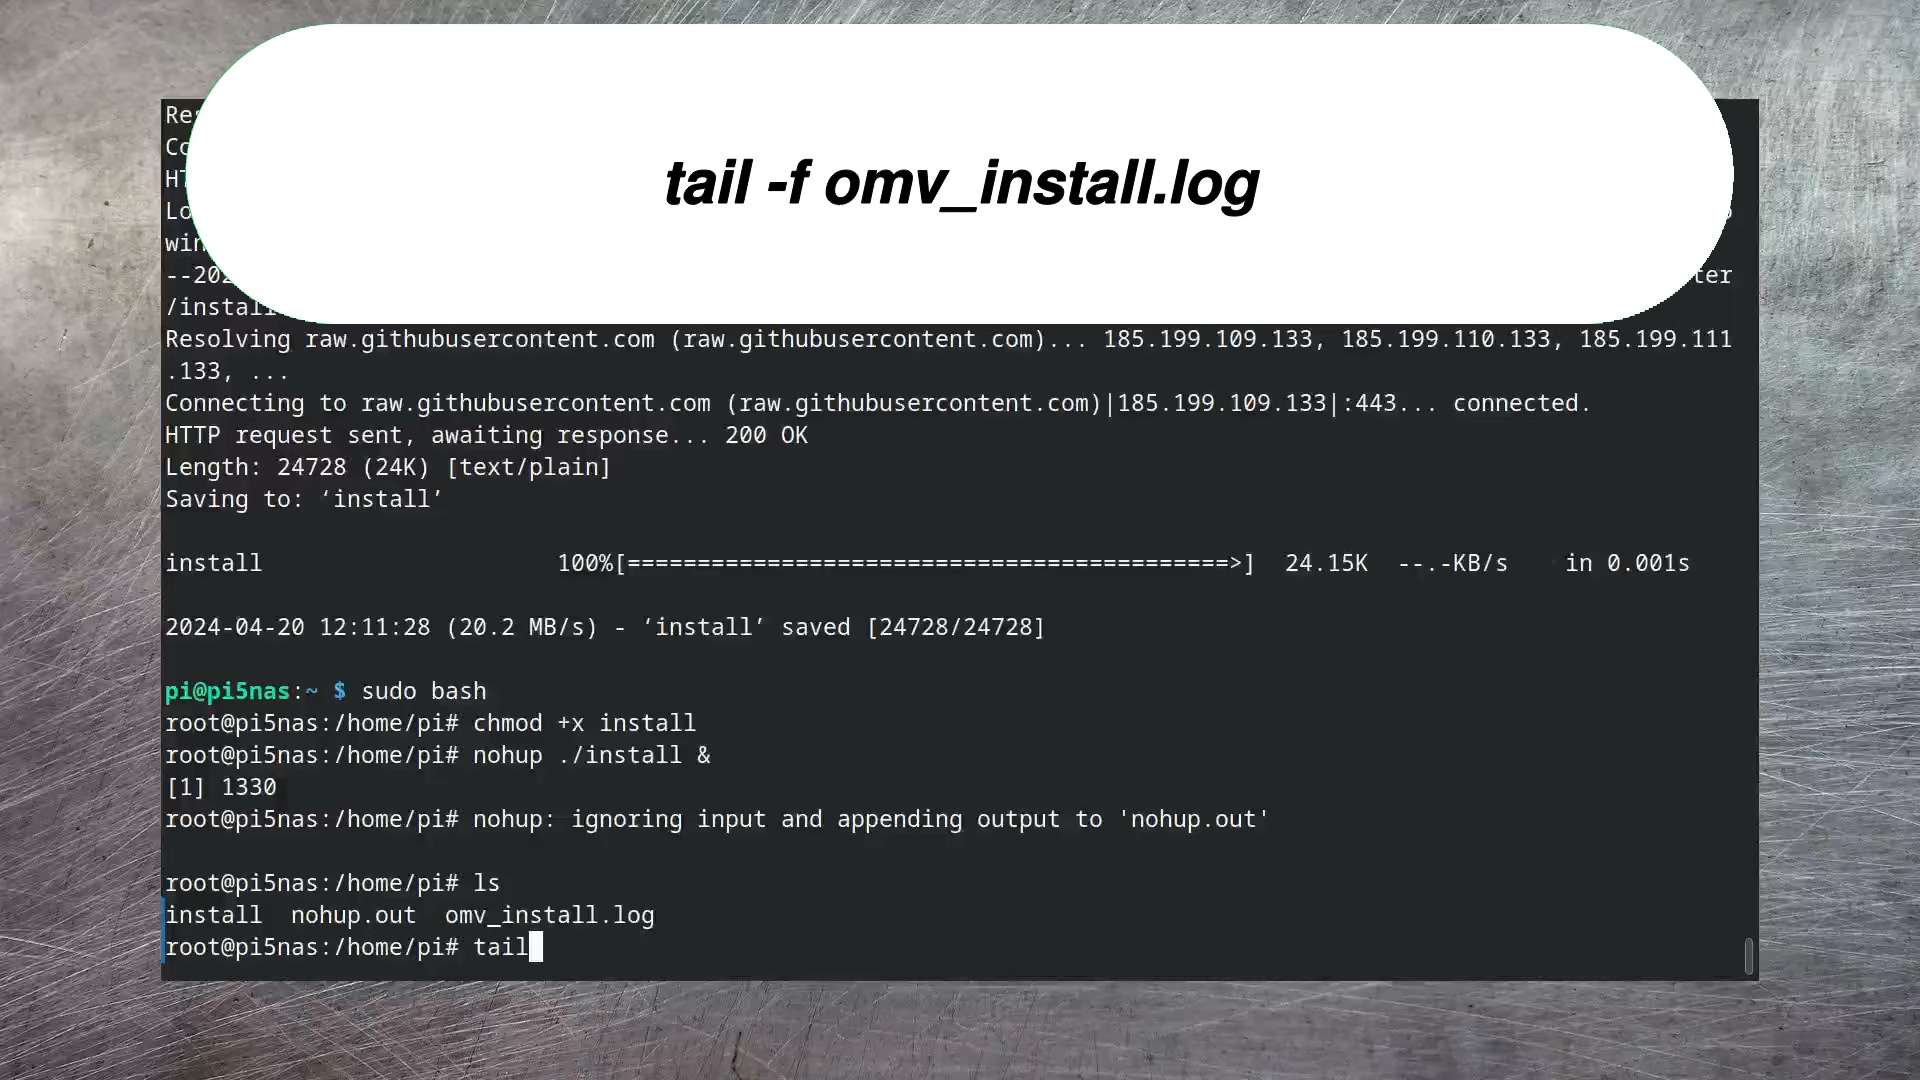 tail -f omv_install.log
/install
Resolving raw.githubusercontent.com (raw.githubusercontent.com)... 185.199.109.133, 185.199.110.133, 185.199.111
.133, ...
Connecting to raw.githubusercontent.com (raw.githubusercontent.com)|185.199.109.133|:443... connected.
HTTP request sent, awaiting response... 200 OK
Length: 24728 (24K) [text/plain]
Saving to: ‘install’
install 100%[===========================================>] 24.15K --.-KB/s in 0.001s
2024-04-20 12:11:28 (20.2 MB/s) - ‘install’ saved [24728/24728]
pi@pi5nas:~ $ sudo bash
root@pi5nas:/home/pi# chmod +x install
root@pi5nas:/home/pi# nohup ./install &
[1] 1330
root@pi5nas:/home/pi# nohup: ignoring input and appending output to 'nohup.out'
root@pi5nas:/home/pi# ls
install nohup.out omv_install.log
root@pi5nas:/home/pi# tail